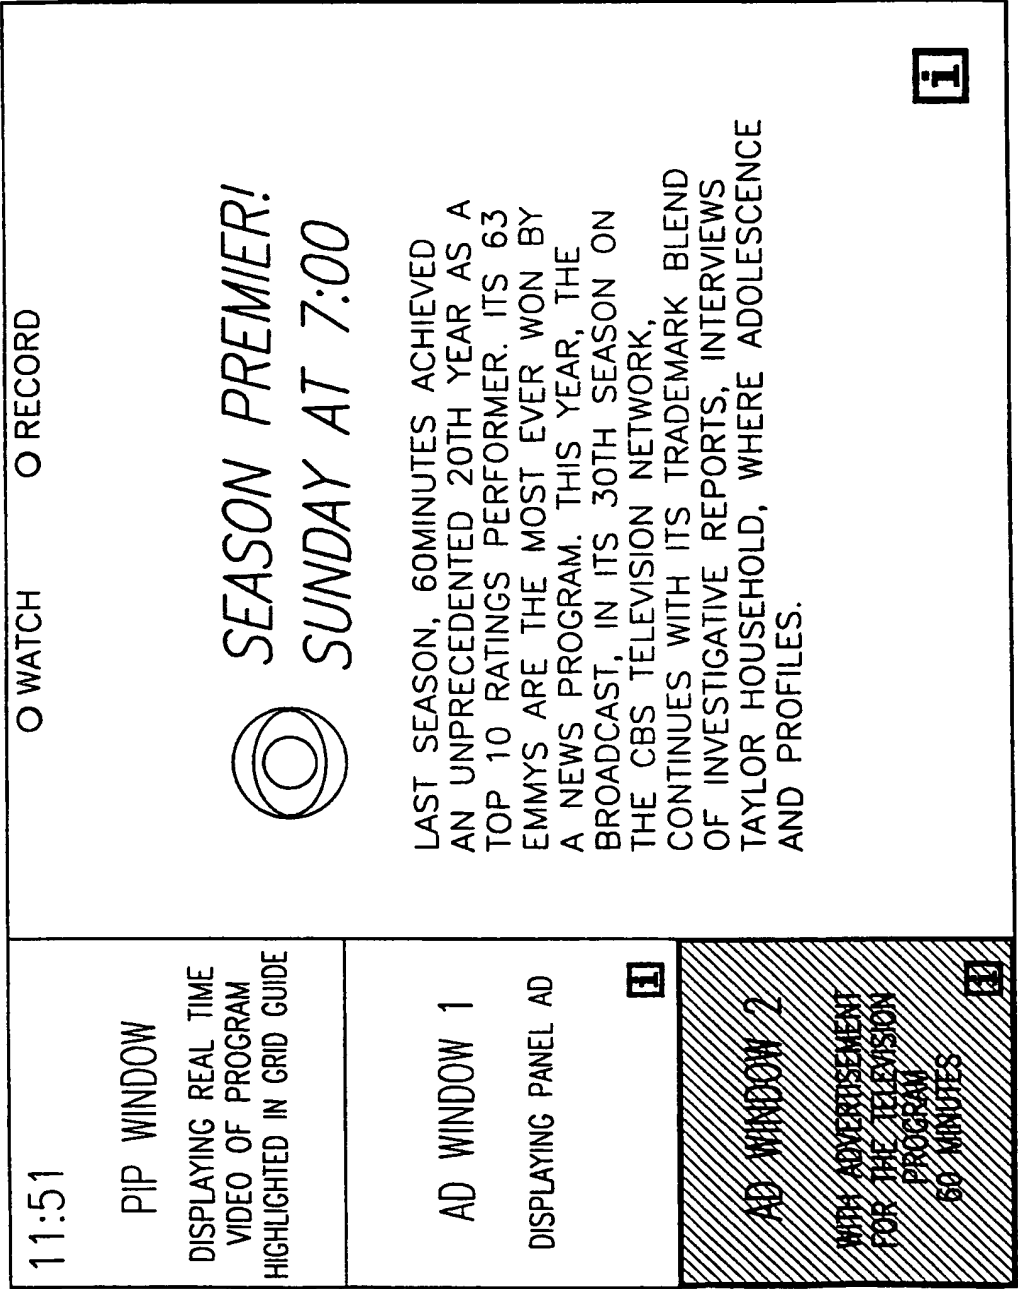 11:51
PIP WINDOW
DISPLAYING REAL TIME
VIDEO OF PROGRAM
HIGHLIGHTED IN GRID GUIDE
AD WINDOW 1
DISPLAYING PANEL AD
i
AD WINDOW 2
WITH ADVERTISEMENT
FOR THE TELEVISION
PROGRAM
60 MINUTES
i
O WATCH O RECORD
SEASON PREMIER!
SUNDAY AT 7:00
LAST SEASON, 60MINUTES ACHIEVED
AN UNPRECEDENTED 20TH YEAR AS A
TOP 10 RATINGS PERFORMER. ITS 63
EMMYS ARE THE MOST EVER WON BY
A NEWS PROGRAM. THIS YEAR, THE
BROADCAST, IN ITS 30TH SEASON ON
THE CBS TELEVISION NETWORK,
CONTINUES WITH ITS TRADEMARK BLEND
OF INVESTIGATIVE REPORTS, INTERVIEWS
TAYLOR HOUSEHOLD, WHERE ADOLESCENCE
AND PROFILES.
i